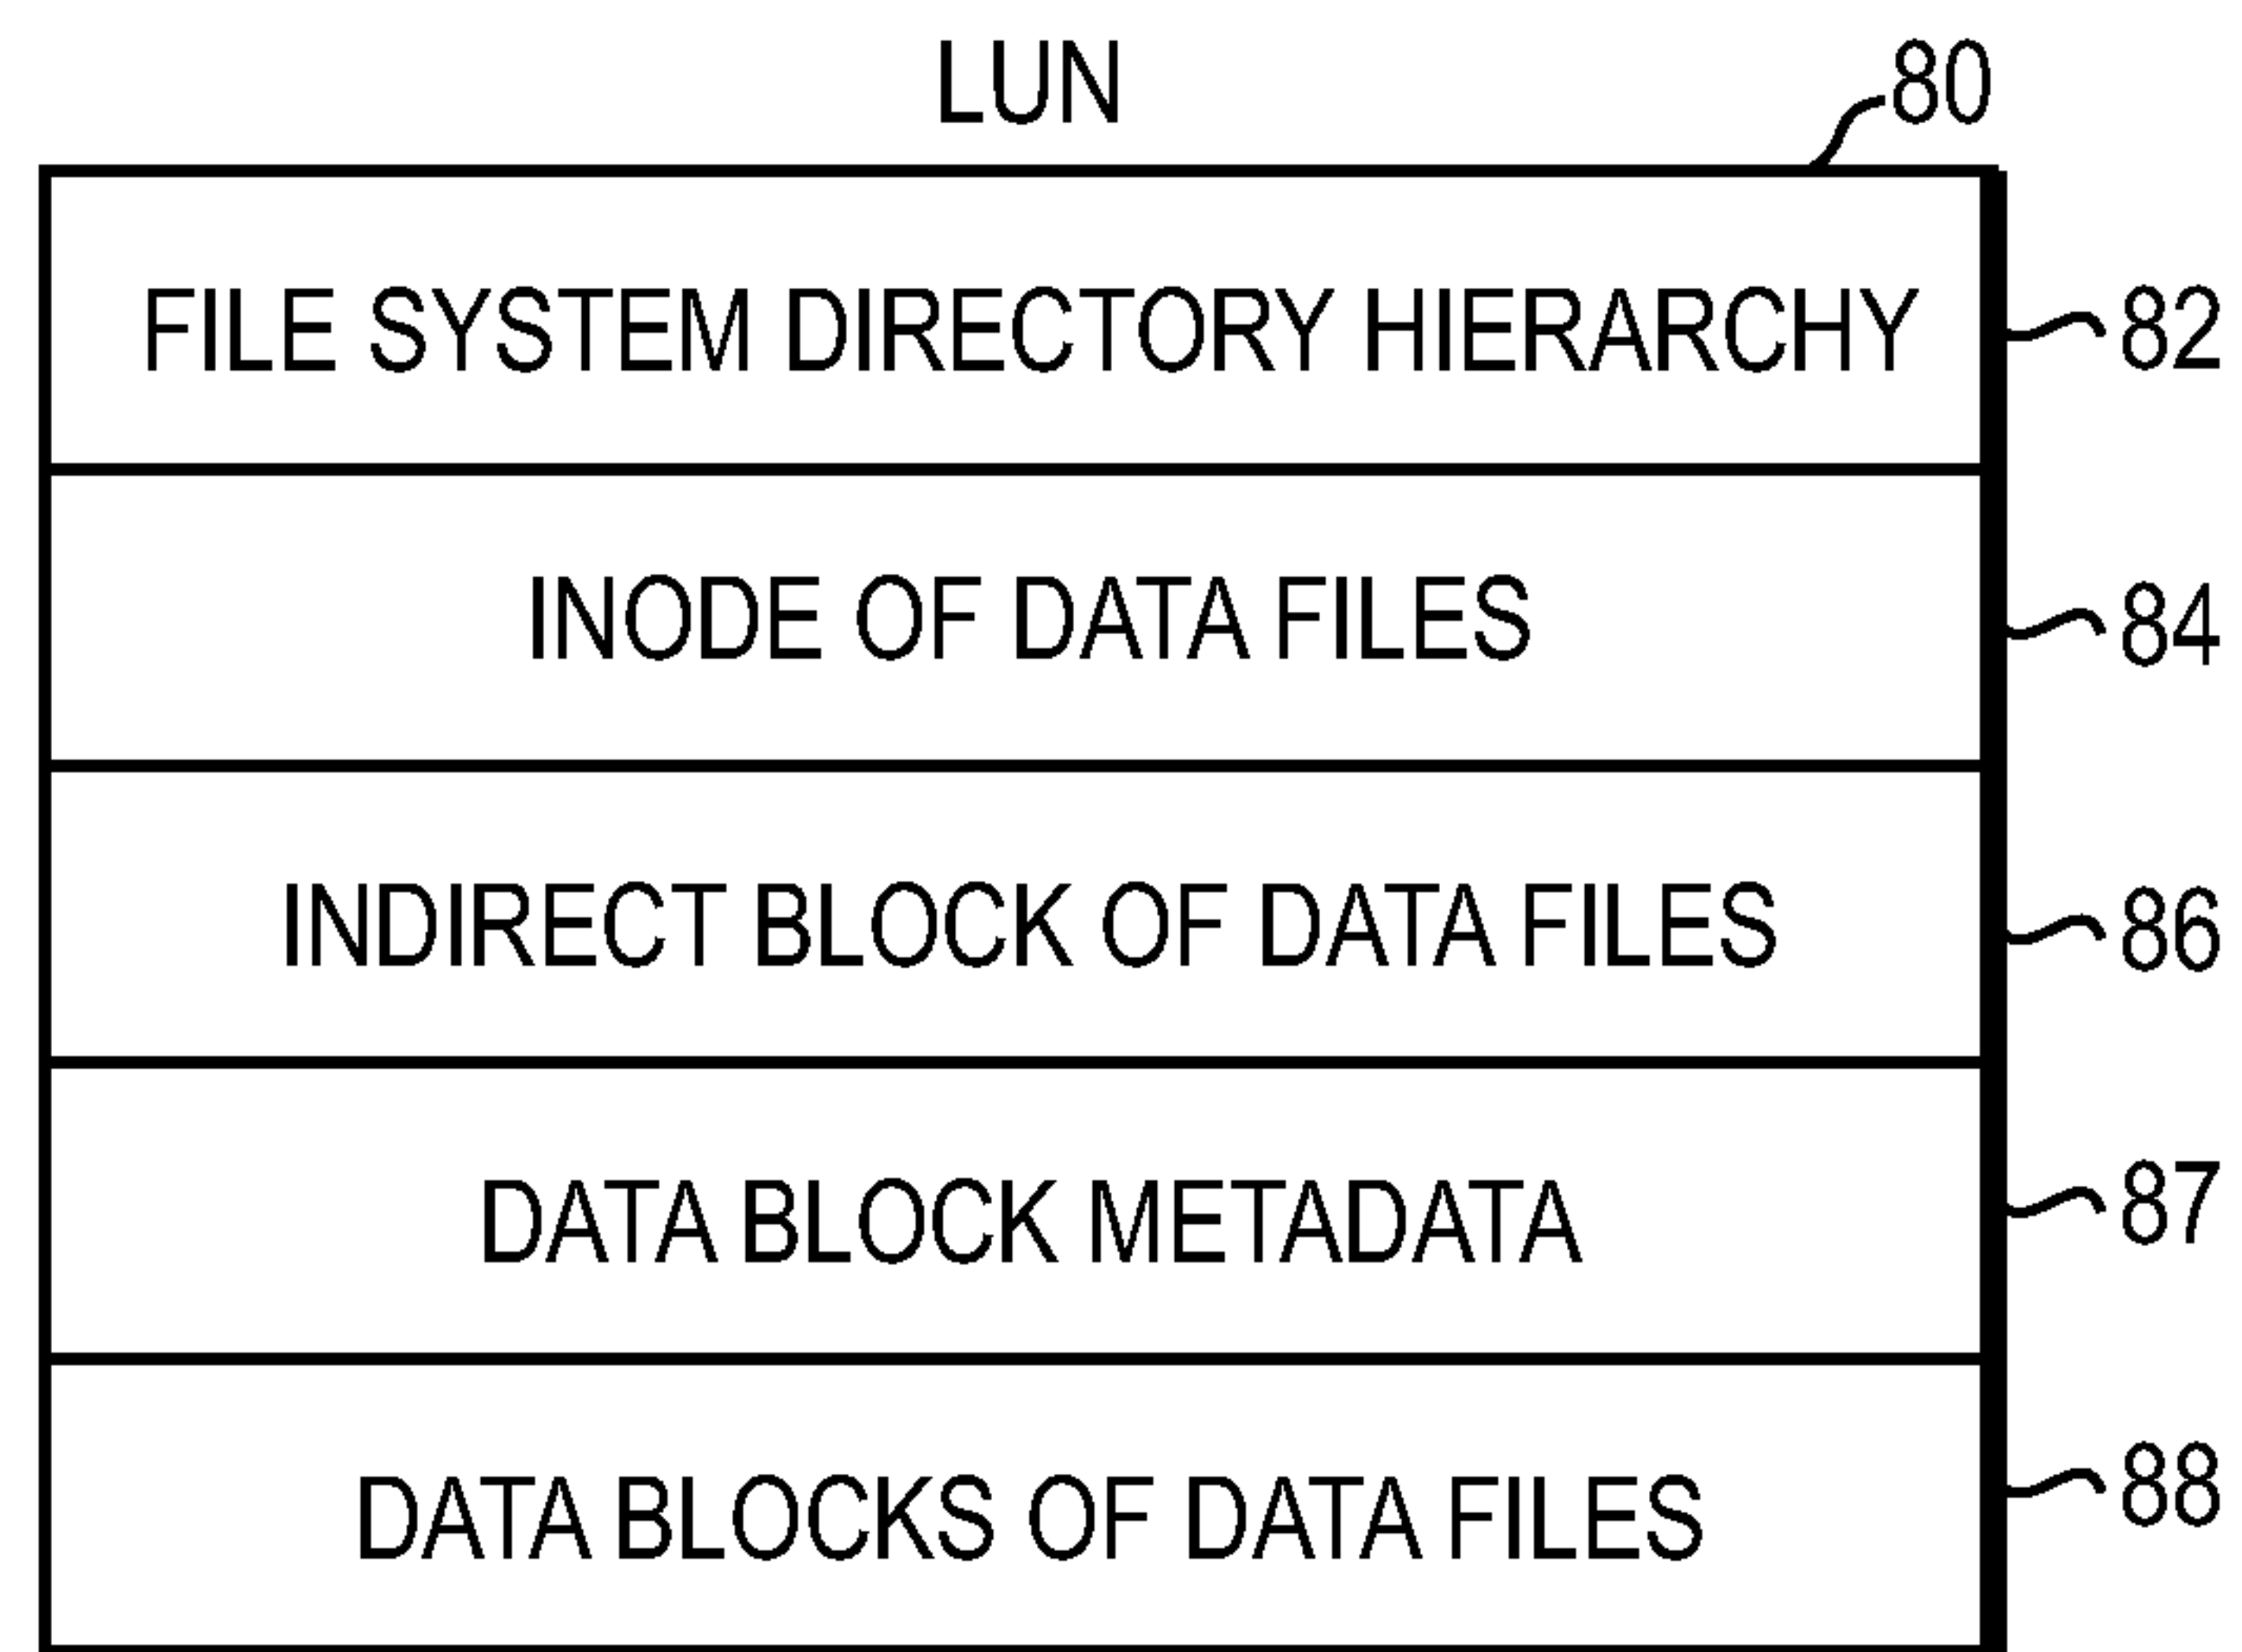 LUN
80
FILE SYSTEM DIRECTORY HIERARCHY
82
INODE OF DATA FILES
84
INDIRECT BLOCK OF DATA FILES
86
DATA BLOCK METADATA
87
DATA BLOCKS OF DATA FILES
88